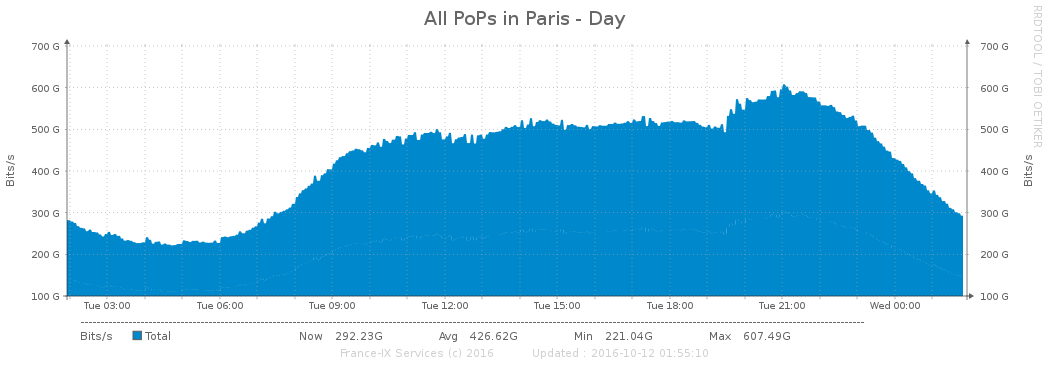 All PoPs in Paris - Day
RRDTOOL / TOBI OETIKER
700 G 700 G
600 G 600 G
500 G 500 G
400 G 400 G
300 G 300 G
200 G 200 G
100 G 100 G
Bits/s
Bits/s
Tue 03:00 Tue 06:00 Tue 09:00 Tue 12:00 Tue 15:00 Tue 18:00 Tue 21:00 Wed 00:00
Bits/s Total Now 292.23G Avg 426.62G Min 221.04G Max 607.49G
France-IX Services (c) 2016 Updated : 2016-10-12 01:55:10